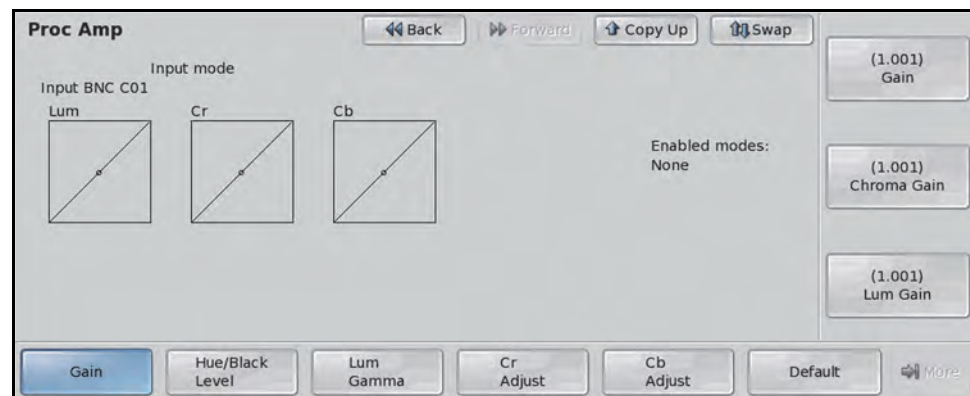 Proc Amp
Back
Forward
Copy Up
Swap
Input mode
Input BNC C01
Lum
Cr
Cb
Enabled modes:
None
(1.001)
Gain
(1.001)
Chroma Gain
(1.001)
Lum Gain
Gain
Hue/Black
Level
Lum
Gamma
Cr
Adjust
Cb
Adjust
Default
More